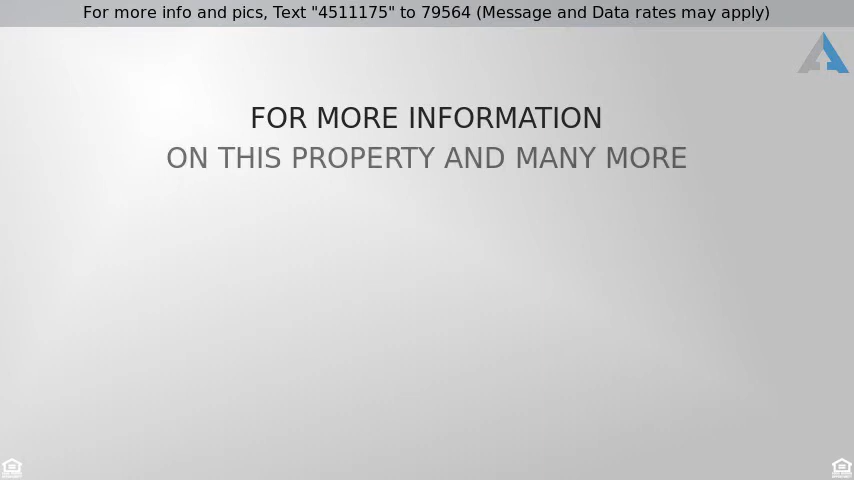 For more info and pics, Text "4511175" to 79564 (Message and Data rates may apply)
FOR MORE INFORMATION
ON THIS PROPERTY AND MANY MORE